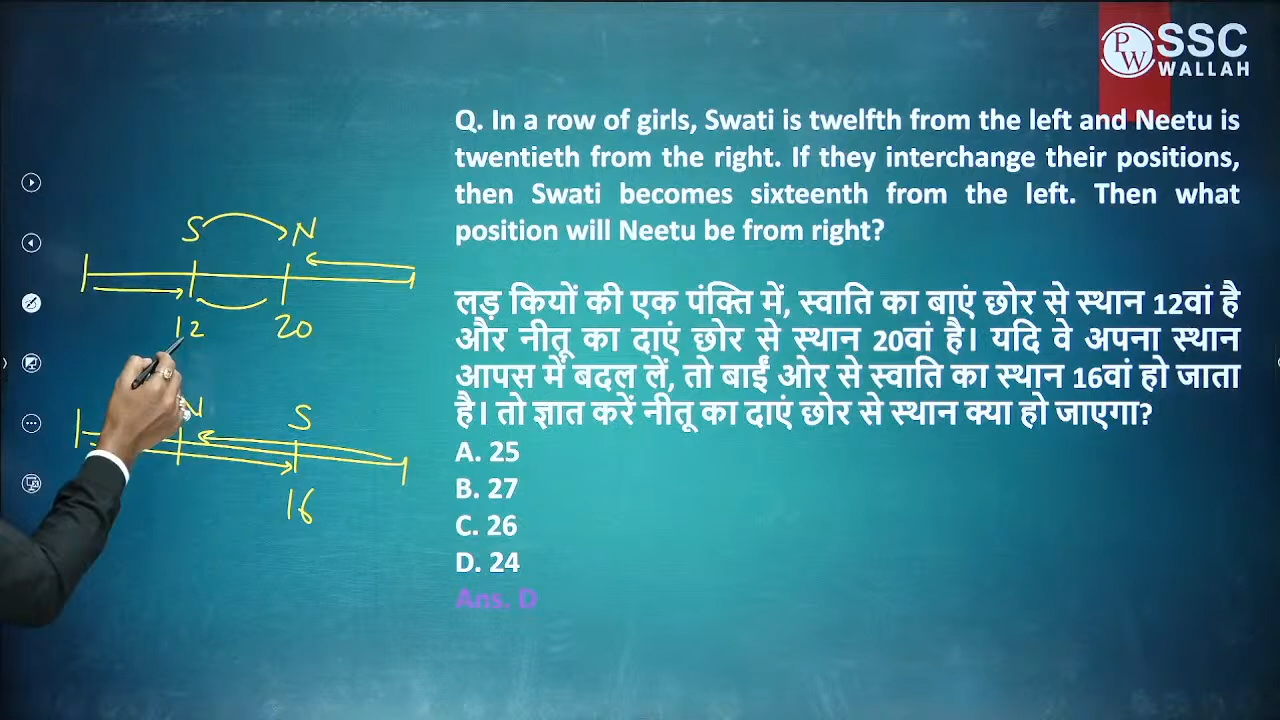 PW SSC
WALLAH
Q. In a row of girls, Swati is twelfth from the left and Neetu is
twentieth from the right. If they interchange their positions,
then Swati becomes sixteenth from the left. Then what
position will Neetu be from right?
लड़ कियों की एक पंक्ति में, स्वाति का बाएं छोर से स्थान 12वां है
और नीतू का दाएं छोर से स्थान 20वां है। यदि वे अपना स्थान
आपस में बदल लें, तो बाईं ओर से स्वाति का स्थान 16वां हो जाता
है। तो ज्ञात करें नीतू का दाएं छोर से स्थान क्या हो जाएगा?
A. 25
B. 27
C. 26
D. 24
Ans. D
S N
12 20
N S
16